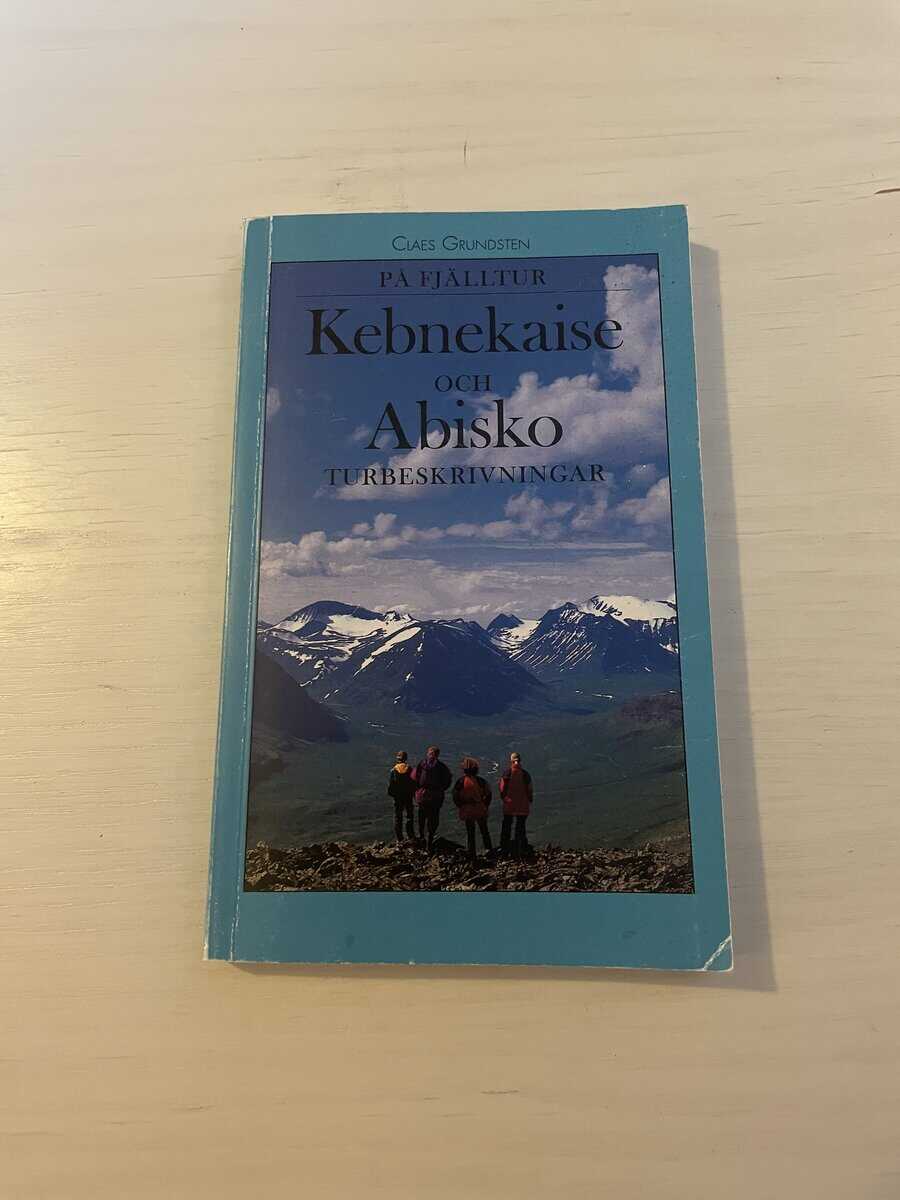 CLAES GRUNDSTEN
PÅ FJÄLLTUR
Kebnekaise
OCH
Abisko
TURBESKRIVNINGAR